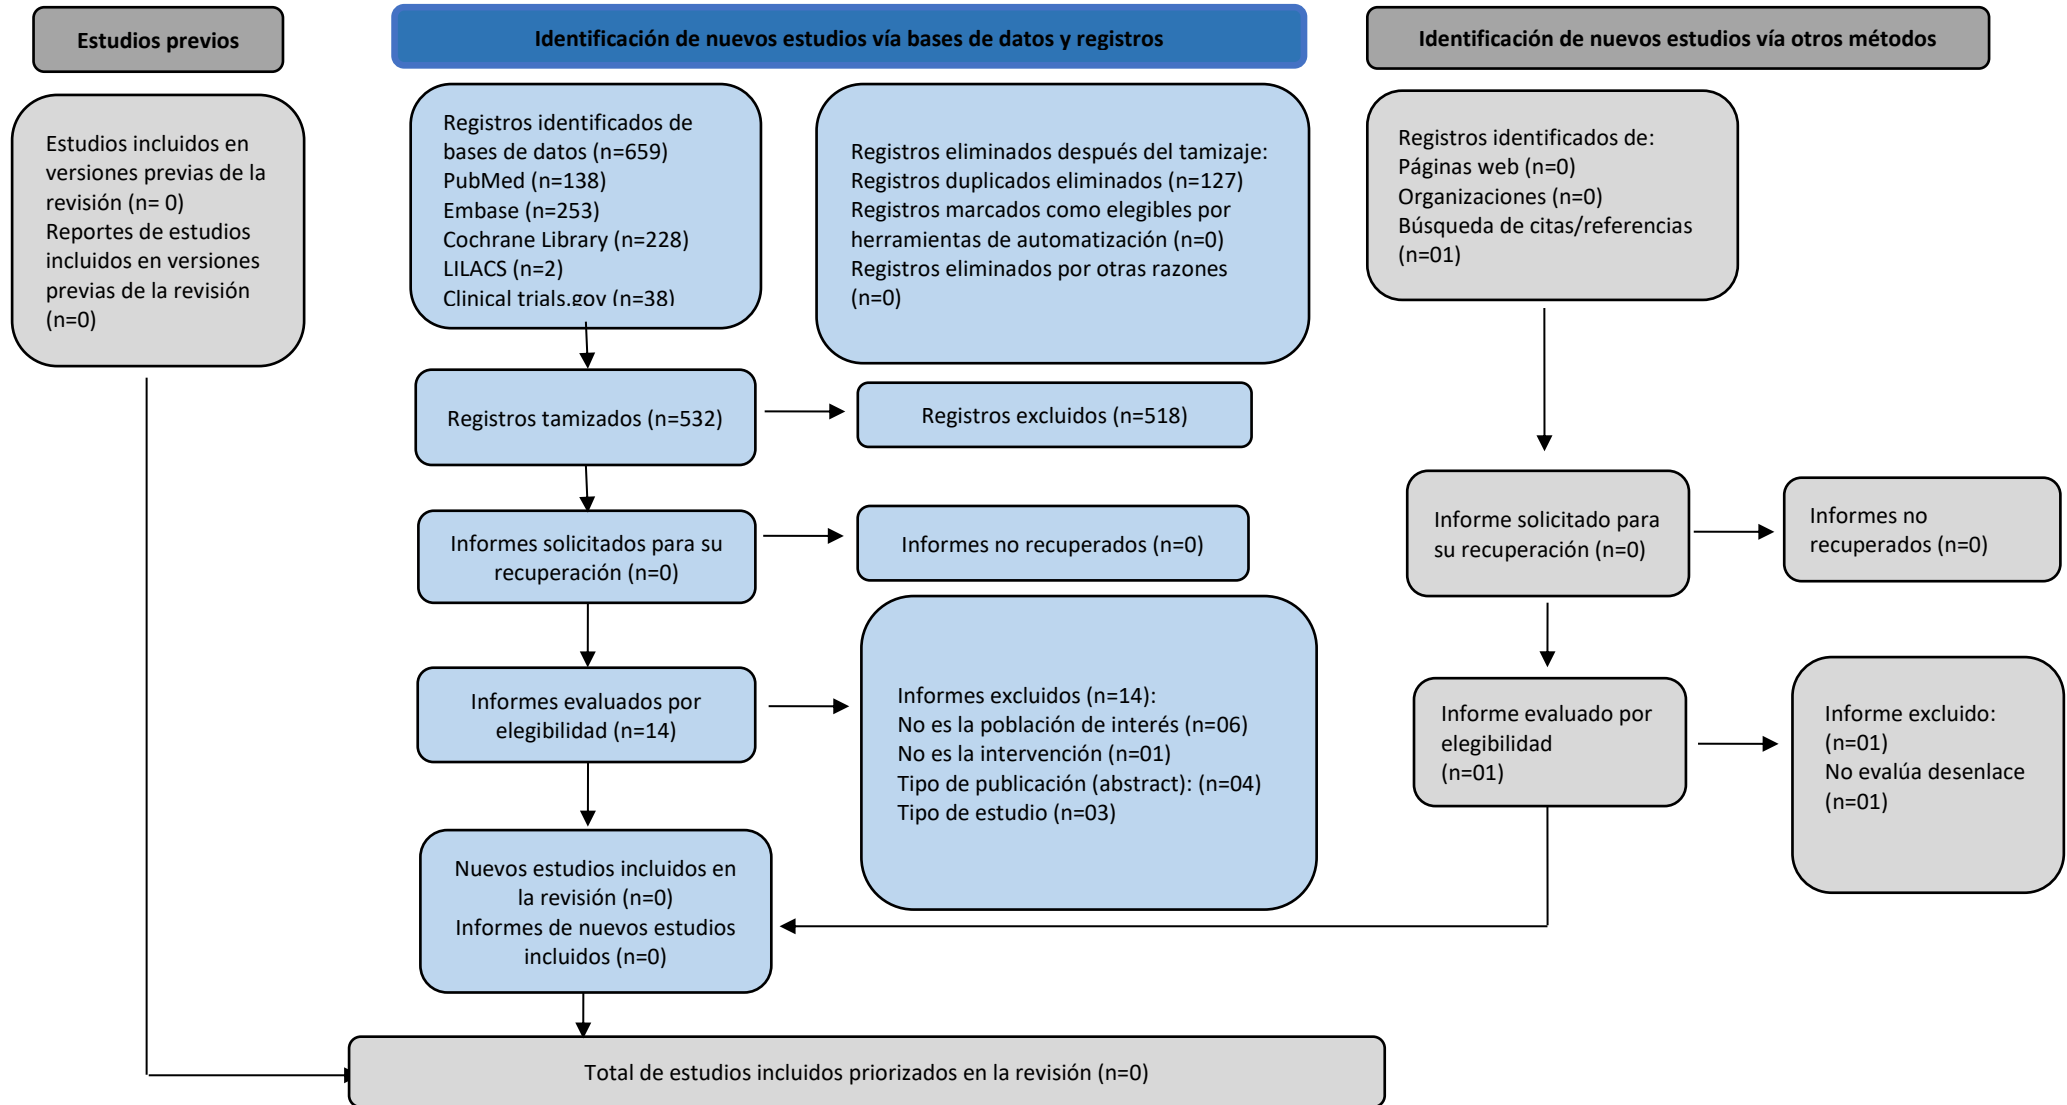 Estudios previos
Identificación de nuevos estudios vía bases de datos y registros
Identificación de nuevos estudios vía otros métodos
Estudios incluidos en
versiones previas de la
revisión (n= 0)
Reportes de estudios
incluidos en versiones
previas de la revisión
(n=0)
Registros identificados de
bases de datos (n=659)
PubMed (n=138)
Embase (n=253)
Cochrane Library (n=228)
LILACS (n=2)
Clinical trials.gov (n=38)
Registros eliminados después del tamizaje:
Registros duplicados eliminados (n=127)
Registros marcados como elegibles por
herramientas de automatización (n=0)
Registros eliminados por otras razones
(n=0)
Registros identificados de:
Páginas web (n=0)
Organizaciones (n=0)
Búsqueda de citas/referencias
(n=01)
Registros tamizados (n=532)
Registros excluidos (n=518)
Informes solicitados para su
recuperación (n=0)
Informes no recuperados (n=0)
Informe solicitado para
su recuperación (n=0)
Informes no
recuperados (n=0)
Informes evaluados por
elegibilidad (n=14)
Informes excluidos (n=14):
No es la población de interés (n=06)
No es la intervención (n=01)
Tipo de publicación (abstract): (n=04)
Tipo de estudio (n=03)
Informe evaluado por
elegibilidad
(n=01)
Informe excluido:
(n=01)
No evalúa desenlace
(n=01)
Nuevos estudios incluidos en
la revisión (n=0)
Informes de nuevos estudios
incluidos (n=0)
Total de estudios incluidos priorizados en la revisión (n=0)